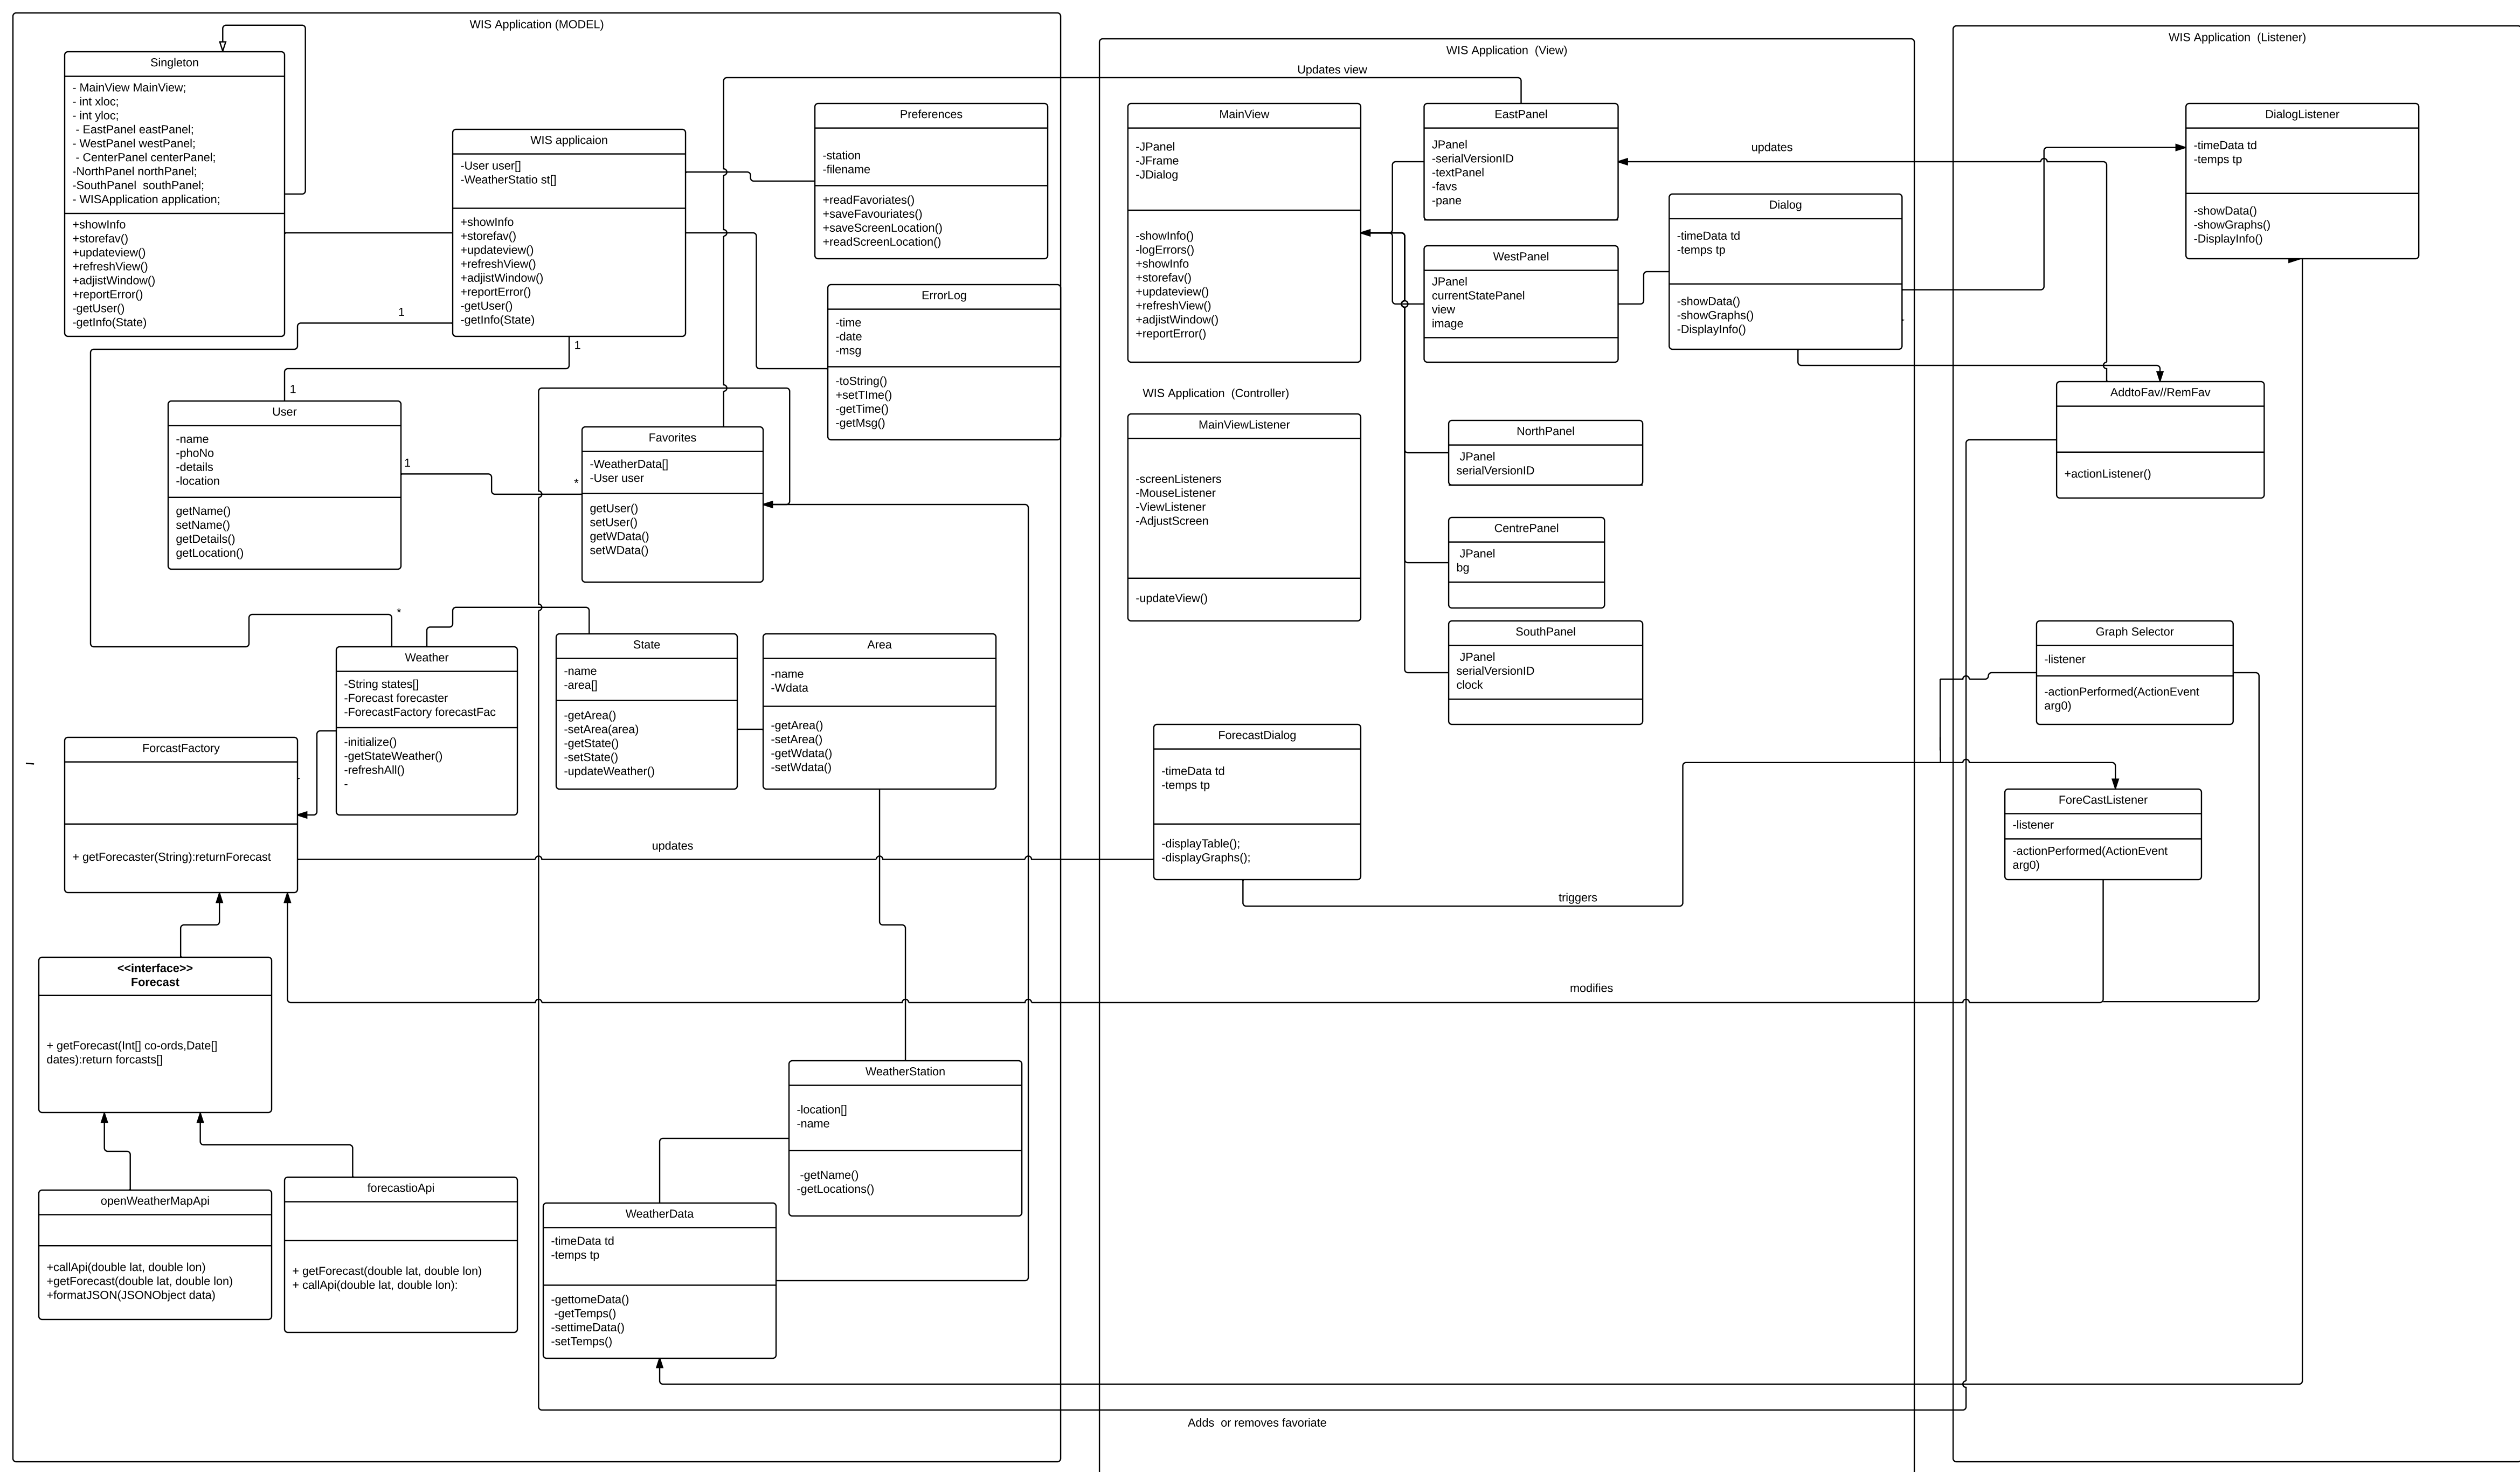 WIS Application (MODEL)
Singleton
- MainView MainView;
- int xloc;
- int yloc;
- EastPanel eastPanel;
- WestPanel westPanel;
- CenterPanel centerPanel;
-NorthPanel northPanel;
-SouthPanel  southPanel;
- WISApplication application;
+showInfo
+storefav()
+updateview()
+refreshView()
+adjistWindow()
+reportError()
-getUser()
-getInfo(State)
WIS applicaion
-User user[]
-WeatherStatio st[]
+showInfo
+storefav()
+updateview()
+refreshView()
+adjistWindow()
+reportError()
-getUser()
-getInfo(State)
Preferences
-station
-filename
+readFavoriates()
+saveFavouriates()
+saveScreenLocation()
+readScreenLocation()
ErrorLog
-time
-date
-msg
-toString()
+setTIme()
-getTime()
-getMsg()
1
1
1
User
-name
-phoNo
-details
-location
getName()
setName()
getDetails()
getLocation()
1
*
Favorites
-WeatherData[]
-User user
getUser()
setUser()
getWData()
setWData()
*
Weather
-String states[]
-Forecast forecaster
-ForecastFactory forecastFac
-initialize()
-getStateWeather()
-refreshAll()
-
State
-name
-area[]
-getArea()
-setArea(area)
-getState()
-setState()
-updateWeather()
Area
-name
-Wdata
-getArea()
-setArea()
-getWdata()
-setWdata()
ForcastFactory
+ getForecaster(String):returnForecast
updates
<<interface>>
Forecast
+ getForecast(Int[] co-ords,Date[]
dates):return forcasts[]
openWeatherMapApi
+callApi(double lat, double lon)
+getForecast(double lat, double lon)
+formatJSON(JSONObject data)
forecastioApi
+ getForecast(double lat, double lon)
+ callApi(double lat, double lon):
WeatherStation
-location[]
-name
-getName()
-getLocations()
WeatherData
-timeData td
-temps tp
-gettomeData()
-getTemps()
-settimeData()
-setTemps()
WIS Application  (View)
Updates view
MainView
-JPanel
-JFrame
-JDialog
-showInfo()
-logErrors()
+showInfo
+storefav()
+updateview()
+refreshView()
+adjistWindow()
+reportError()
EastPanel
JPanel
-serialVersionID
-textPanel
-favs
-pane
updates
WestPanel
JPanel
currentStatePanel
view
image
Dialog
-timeData td
-temps tp
-showData()
-showGraphs()
-DisplayInfo()
WIS Application  (Controller)
MainViewListener
-screenListeners
-MouseListener
-ViewListener
-AdjustScreen
-updateView()
NorthPanel
JPanel
serialVersionID
CentrePanel
JPanel
bg
SouthPanel
JPanel
serialVersionID
clock
ForecastDialog
-timeData td
-temps tp
-displayTable();
-displayGraphs();
triggers
modifies
Adds  or removes favoriate
WIS Application  (Listener)
DialogListener
-timeData td
-temps tp
-showData()
-showGraphs()
-DisplayInfo()
AddtoFav//RemFav
+actionListener()
Graph Selector
-listener
-actionPerformed(ActionEvent
arg0)
ForeCastListener
-listener
-actionPerformed(ActionEvent
arg0)